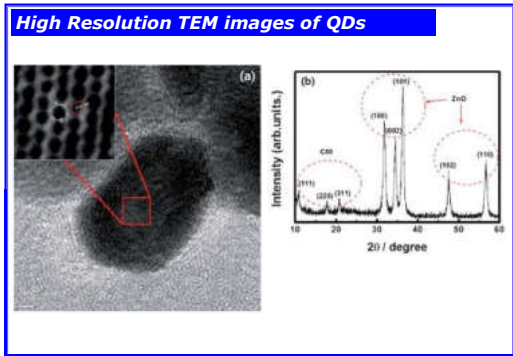 High Resolution TEM images of QDs
(a)
(b)
(101)
ZnO
(100)
(002)
C60
(102)
(110)
(111)
(220)
(311)
Intensity (arb.units.)
10 20 30 40 50 60
2θ / degree